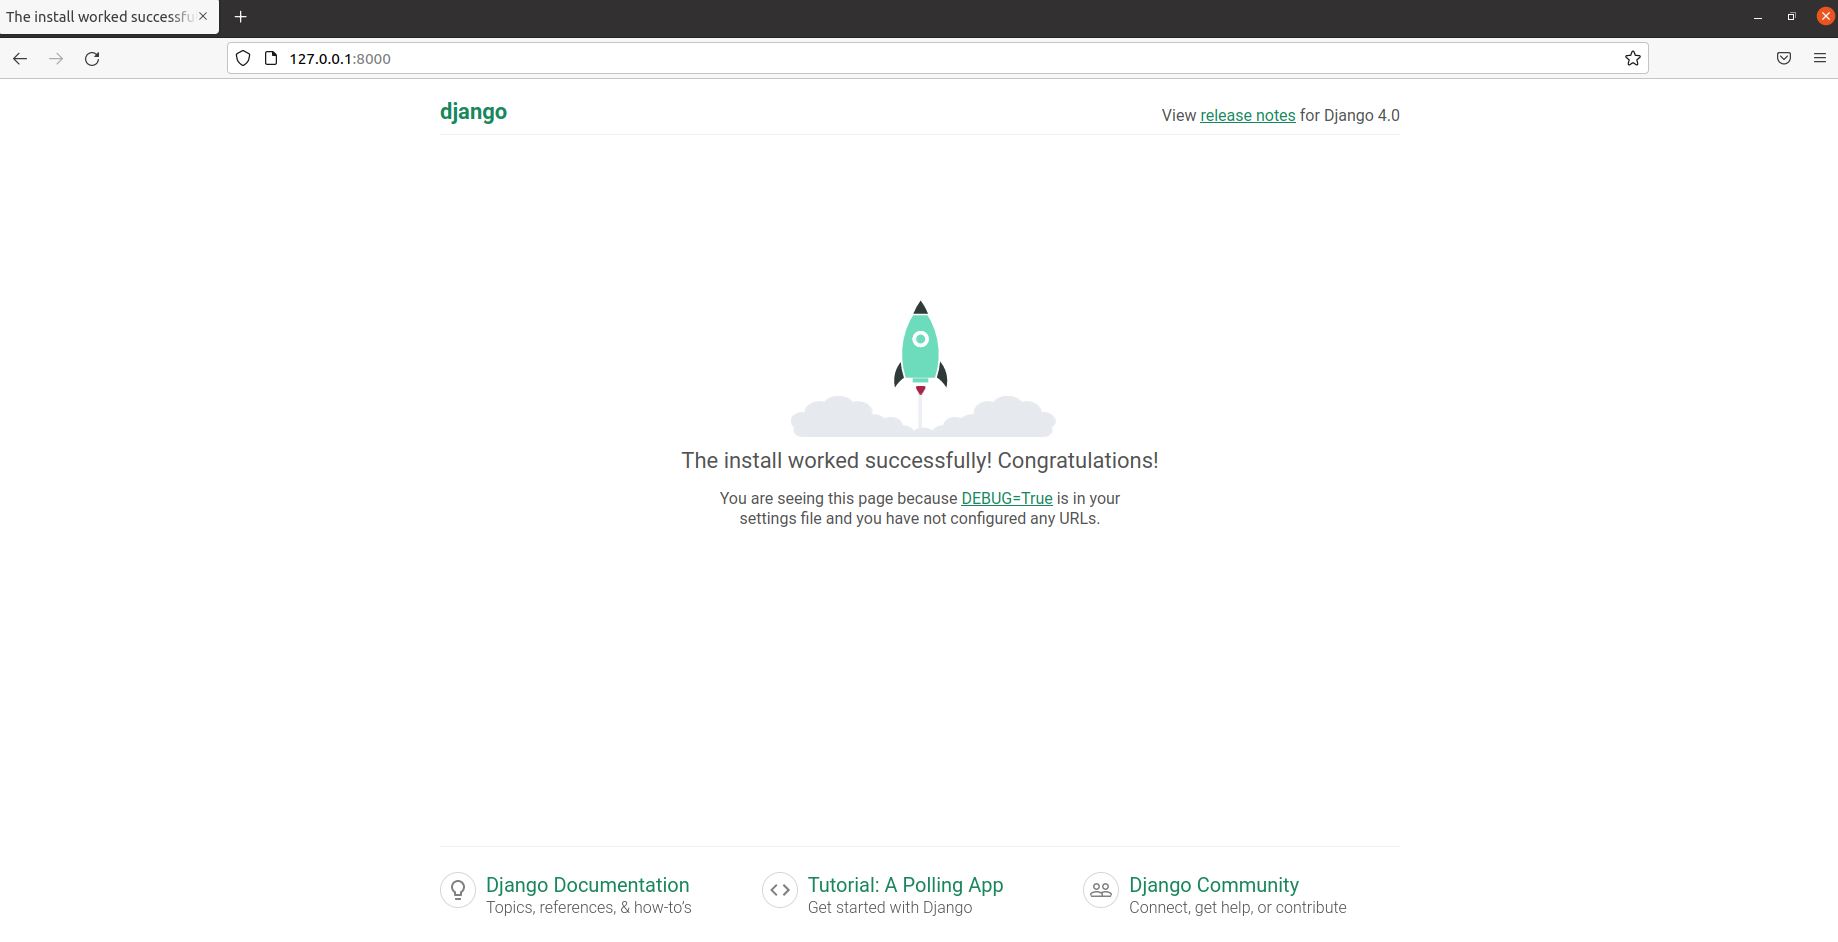 The install worked successfu
127.0.0.1:8000
django
View release notes for Django 4.0
The install worked successfully! Congratulations!
You are seeing this page because DEBUG=True is in your
settings file and you have not configured any URLs.
Django Documentation
Topics, references, & how-to’s
Tutorial: A Polling App
Get started with Django
Django Community
Connect, get help, or contribute